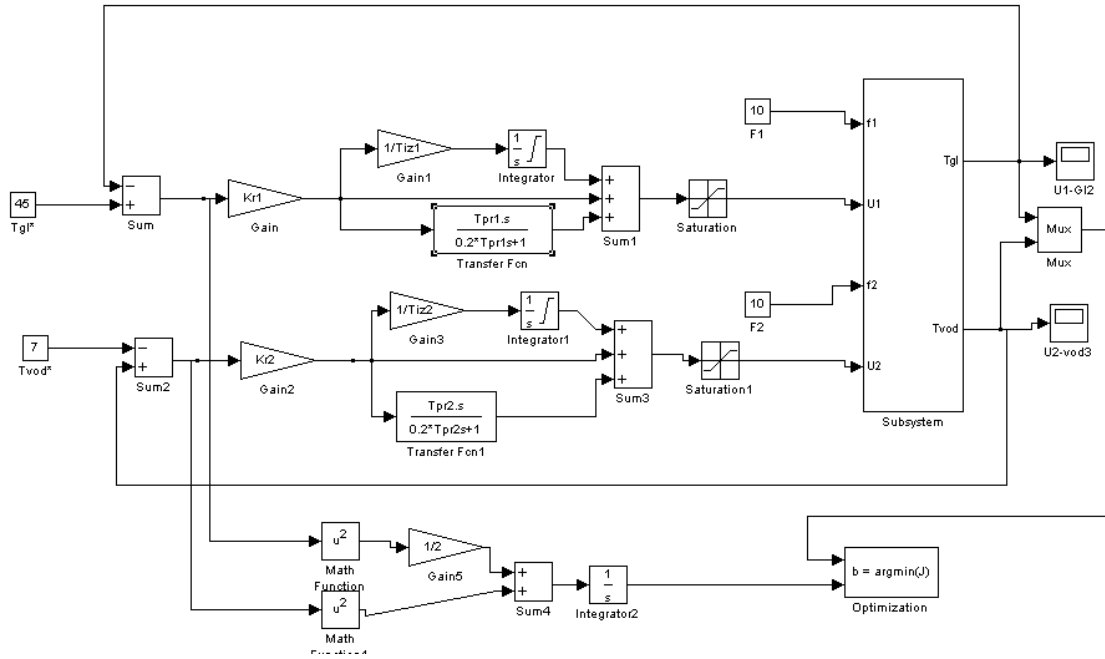 10
F1
f1
1/Tiz1
Gain1
1
s
Integrator
Tgl
U1-Gl2
45
Tgl*
Sum
Kr1
Gain
Tpr1.s
0.2*Tpr1s+1
Transfer Fcn
Sum1
Saturation
U1
Mux
Mux
10
F2
f2
1/Tiz2
Gain3
1
s
Integrator1
Tvod
U2-vod3
7
Tvod*
Sum2
Kr2
Gain2
Sum3
Saturation1
U2
Tpr2.s
0.2*Tpr2s+1
Transfer Fcn1
Subsystem
u2
Math
Function
1/2
Gain5
Sum4
1
s
Integrator2
b = argmin(J)
Optimization
u2
Math
Function1